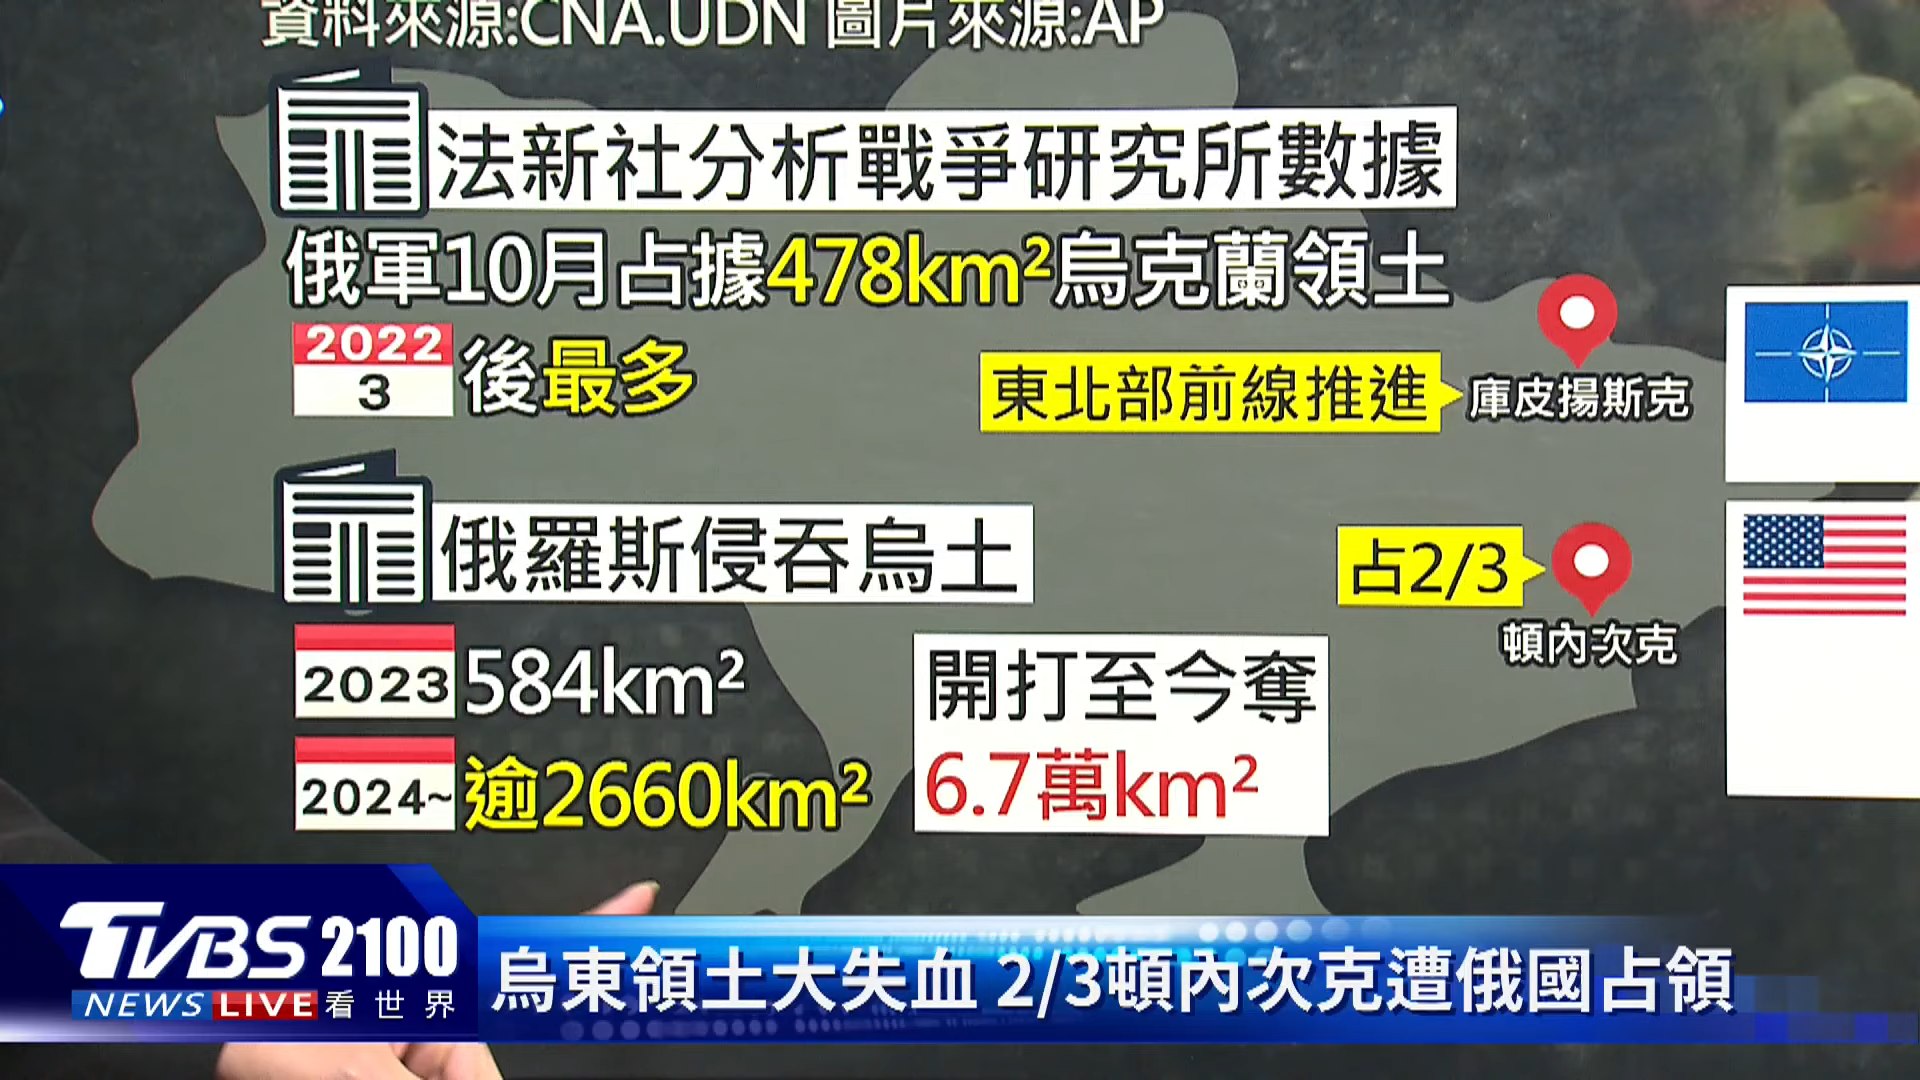 資料來源:CNA.UDN 圖片來源:AP
法新社分析戰爭研究所數據
俄軍10月占據478km²烏克蘭領土
2022
3
後最多
東北部前線推進
庫皮揚斯克
俄羅斯侵吞烏土
占2/3
頓內次克
2023
584km²
2024~
逾2660km²
開打至今奪
6.7萬km²
TVBS 2100
NEWS LIVE 看世界
烏東領土大失血 2/3頓內次克遭俄國占領